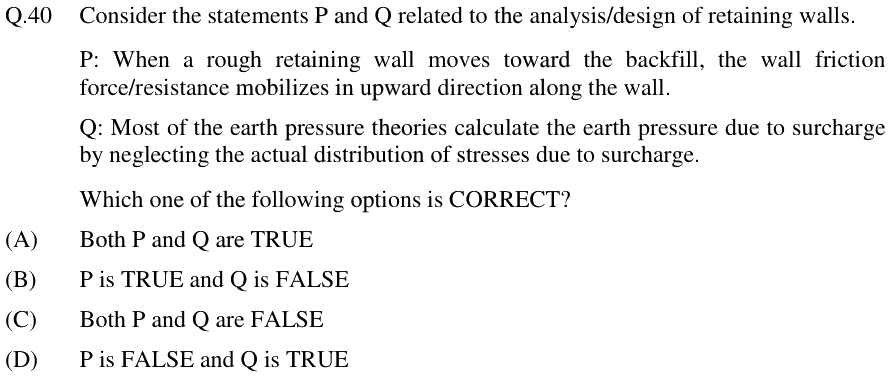 Q.40 Consider the statements P and Q related to the analysis/design of retaining walls.
P: When a rough retaining wall moves toward the backfill, the wall friction
force/resistance mobilizes in upward direction along the wall.
Q: Most of the earth pressure theories calculate the earth pressure due to surcharge
by neglecting the actual distribution of stresses due to surcharge.
Which one of the following options is CORRECT?
(A) Both P and Q are TRUE
(B) P is TRUE and Q is FALSE
(C) Both P and Q are FALSE
(D) P is FALSE and Q is TRUE